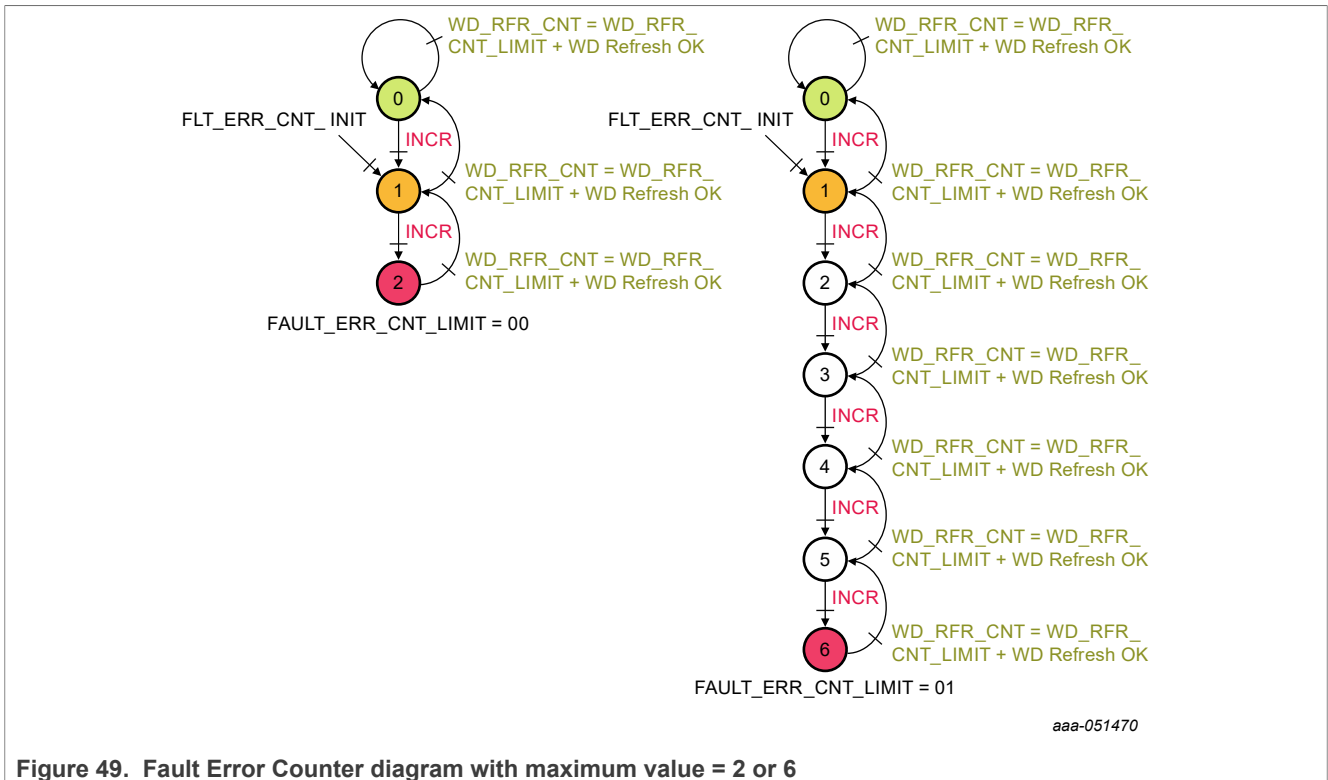 WD_RFR_CNT = WD_RFR_
CNT_LIMIT + WD Refresh OK
0
FLT_ERR_CNT_ INIT
INCR
WD_RFR_CNT = WD_RFR_
CNT_LIMIT + WD Refresh OK
1
INCR
WD_RFR_CNT = WD_RFR_
CNT_LIMIT + WD Refresh OK
2
FAULT_ERR_CNT_LIMIT = 00
WD_RFR_CNT = WD_RFR_
CNT_LIMIT + WD Refresh OK
0
FLT_ERR_CNT_ INIT
INCR
WD_RFR_CNT = WD_RFR_
CNT_LIMIT + WD Refresh OK
1
INCR
WD_RFR_CNT = WD_RFR_
CNT_LIMIT + WD Refresh OK
2
INCR
WD_RFR_CNT = WD_RFR_
CNT_LIMIT + WD Refresh OK
3
INCR
WD_RFR_CNT = WD_RFR_
CNT_LIMIT + WD Refresh OK
4
INCR
WD_RFR_CNT = WD_RFR_
CNT_LIMIT + WD Refresh OK
5
INCR
WD_RFR_CNT = WD_RFR_
CNT_LIMIT + WD Refresh OK
6
FAULT_ERR_CNT_LIMIT = 01
aaa-051470
Figure 49. Fault Error Counter diagram with maximum value = 2 or 6